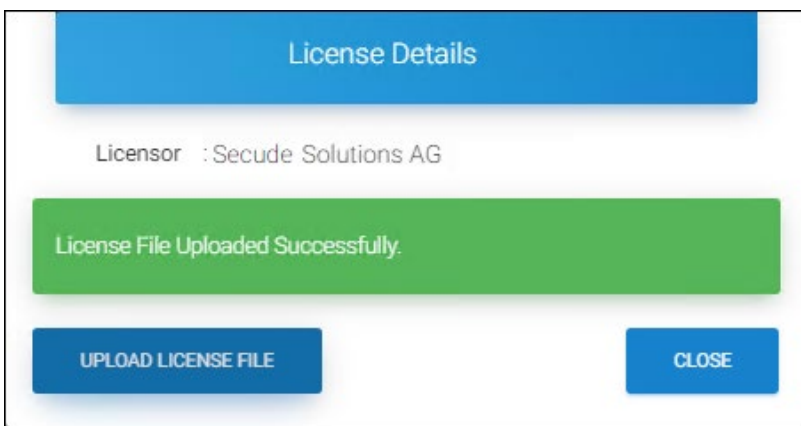 License Details
Licensor : Secude Solutions AG
License File Uploaded Successfully.
UPLOAD LICENSE FILE CLOSE